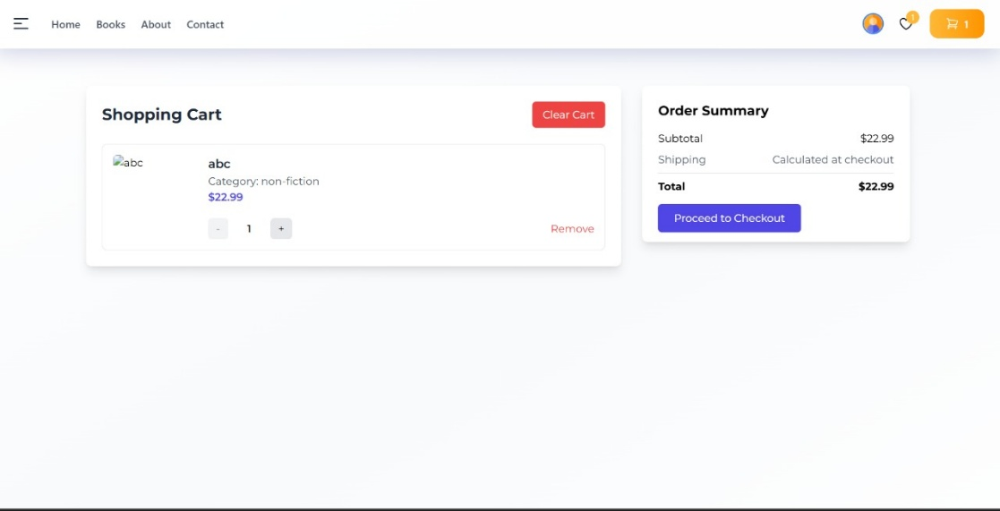 Home Books About Contact 1 1
Shopping Cart
Clear Cart
abc
abc
Category: non-fiction
$22.99
- 1 +
Remove
Order Summary
Subtotal $22.99
Shipping Calculated at checkout
Total $22.99
Proceed to Checkout